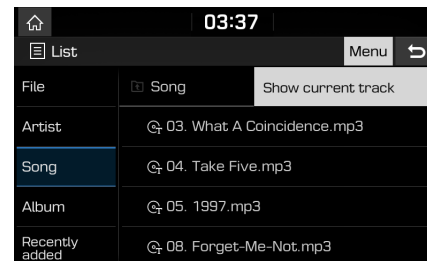 03:37
List
Menu
File
Song
Show current track
Artist
03. What A Coincidence.mp3
Song
04. Take Five.mp3
Album
05. 1997.mp3
Recently
added
08. Forget-Me-Not.mp3